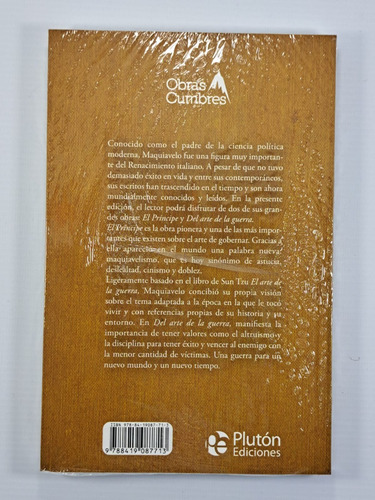 Obras
Cumbres
Conocido como el padre de la ciencia política
moderna, Maquiavelo fue una figura muy importan-
te del Renacimiento italiano. A pesar de que no tuvo
demasiado éxito en vida y entre sus contemporáneos,
sus escritos han trascendido en el tiempo y son ahora
mundialmente conocidos y leídos. En la presente
edición, el lector podrá disfrutar de dos de sus gran-
des obras: El Príncipe y Del arte de la guerra.
El Príncipe es la obra pionera y una de las más impor-
tantes que existen sobre el arte de gobernar. Gracias a
ella apareció en el mundo una palabra nueva,
maquiavelismo, que es hoy sinónimo de astucia,
deslealtad, cinismo y doblez.
Ligeramente basado en el libro de Sun Tzu El arte de
la guerra, Maquiavelo concibió su propia visión
sobre el tema adaptada a la época en la que le tocó
vivir y con referencias propias de su historia y su
entorno. En Del arte de la guerra, manifiesta la
importancia de tener valores como el altruismo y
la disciplina para tener éxito y vencer al enemigo con
la menor cantidad de víctimas. Una guerra para un
nuevo mundo y un nuevo tiempo.
ISBN 978-84-19087-71-3
9 788419 087713
Plutón
Ediciones